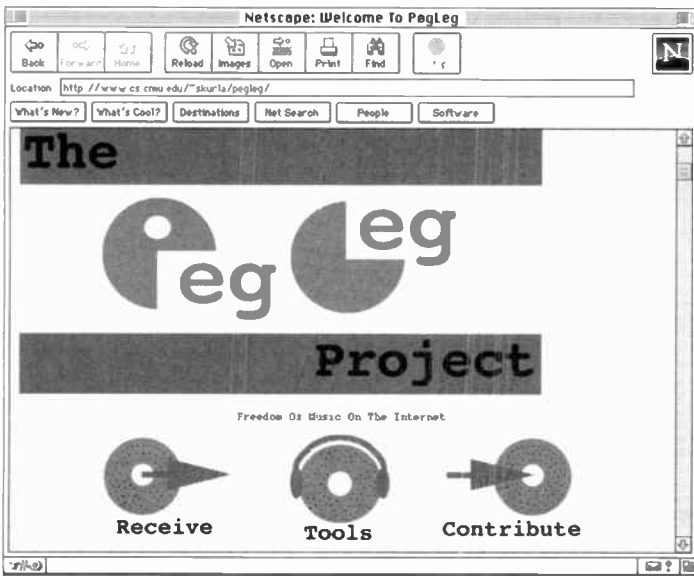 Netscape: Welcome To PegLeg
Back Forward Home Reload Images Open Print Find
Location http://www.cs.cmu.edu/~skurla/pegleg/
What's New? What's Cool? Destinations Net Search People Software
The
eg eg
Project
Freedom Of Music On The Internet
Receive Tools Contribute